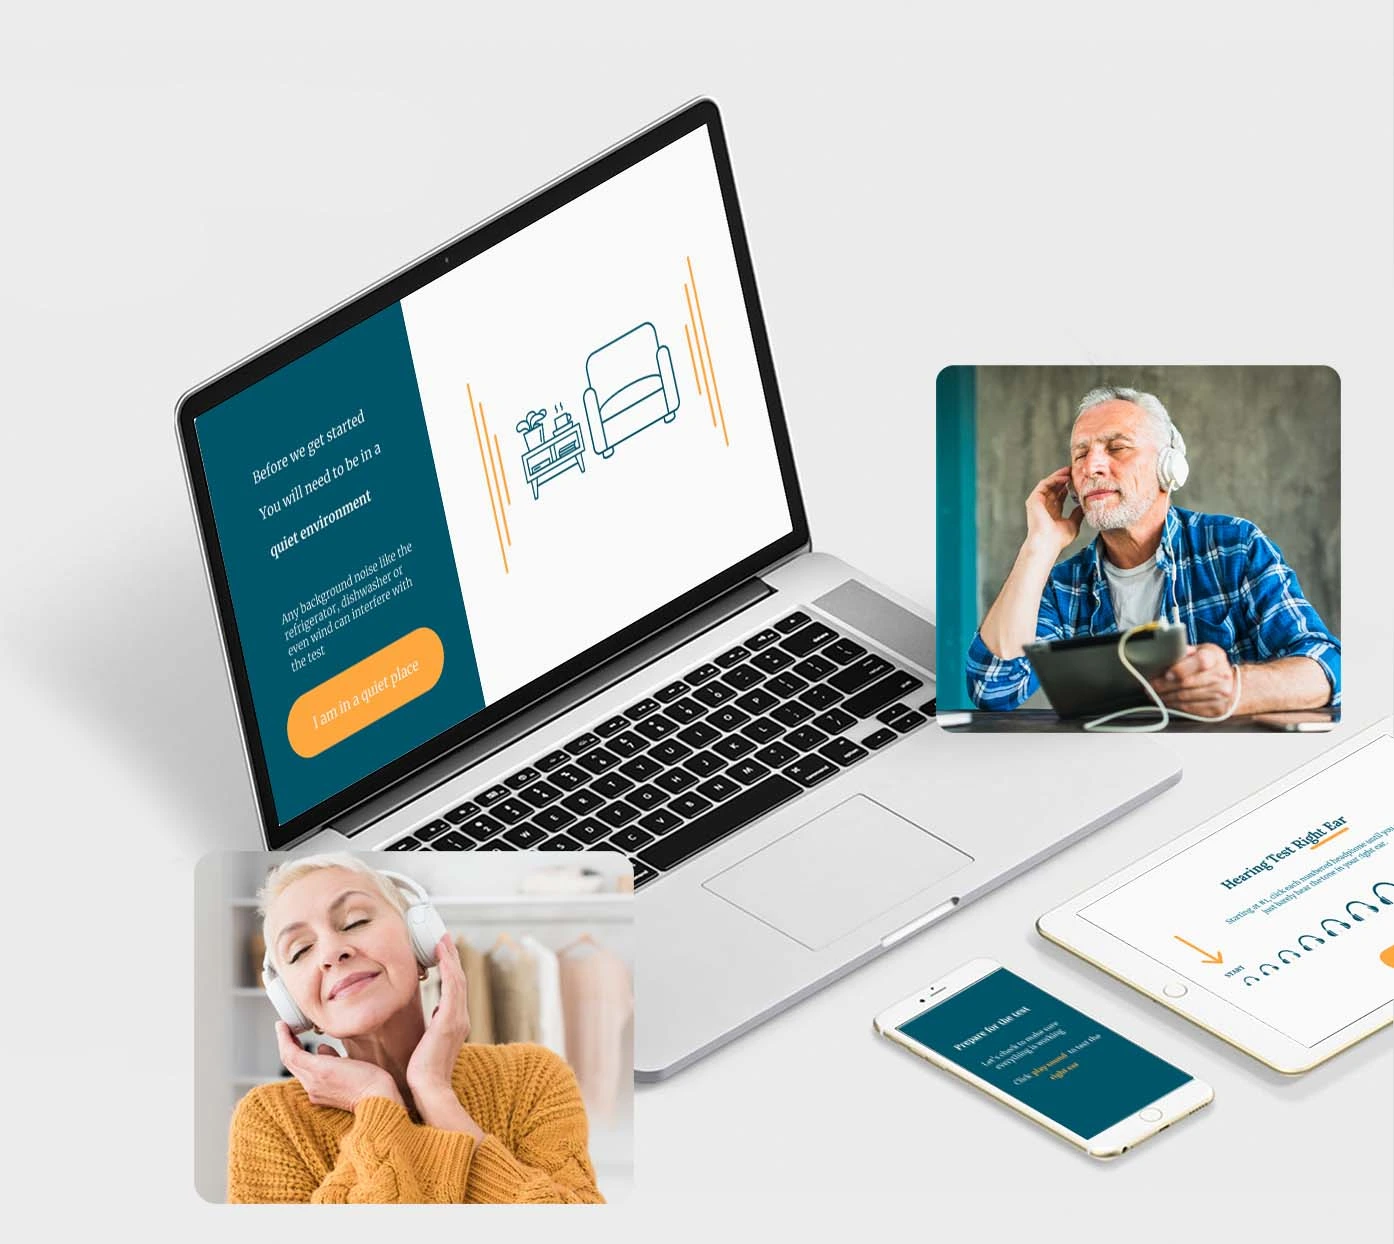 Before we get started
You will need to be in a
quiet environment
Any background noise like the
refrigerator, dishwasher or
even wind can interfere with
the test
I am in a quiet place
Hearing Test Right Ear
Starting at #1, click each numbered headphone until you
just barely hear the tone in your right ear.
START
Prepare for the test
Let's check to make sure
everything is working
Click play sound to test the
right ear